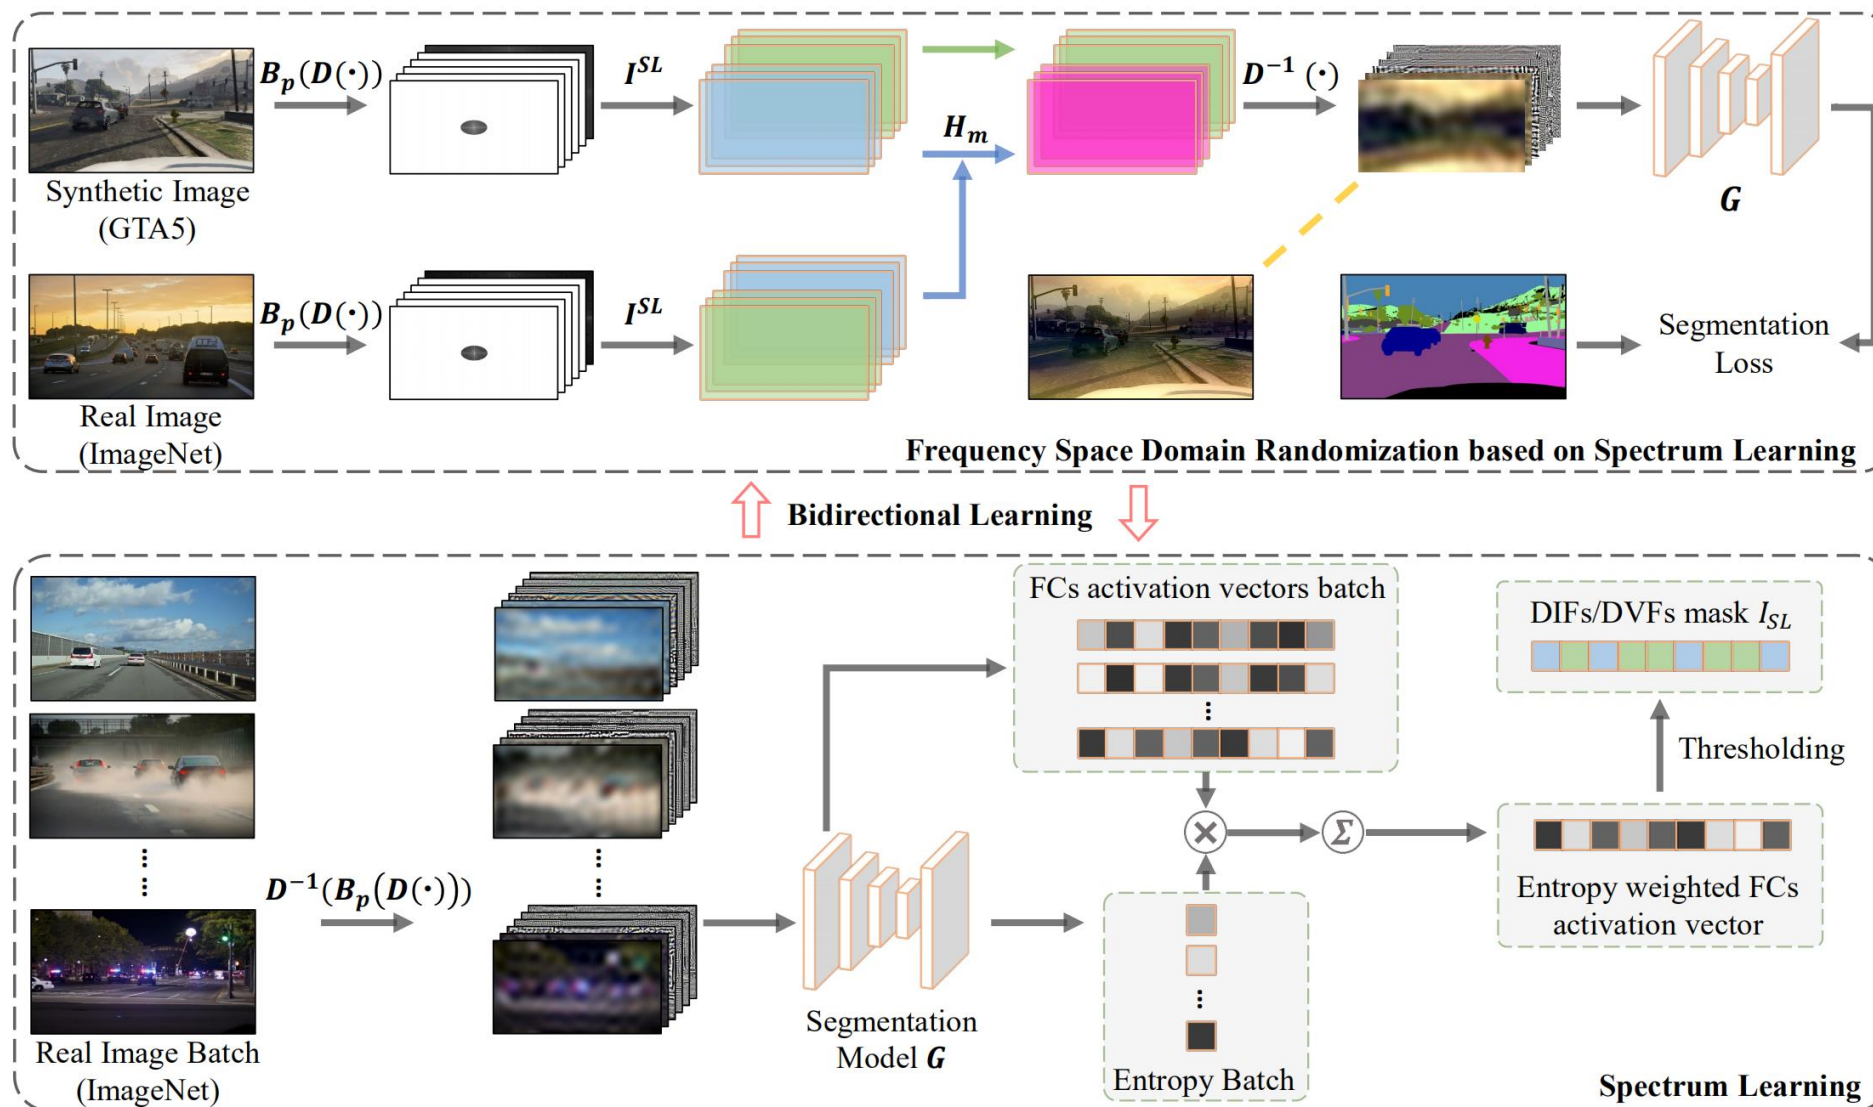 B_p(D(·))
I^SL
H_m
D^-1(·)
G
Synthetic Image
(GTA5)
B_p(D(·))
I^SL
Segmentation
Loss
Real Image
(ImageNet)
Frequency Space Domain Randomization based on Spectrum Learning
Bidirectional Learning
FCs activation vectors batch
⋮
DIFs/DVFs mask I_SL
Thresholding
×
Σ
Entropy weighted FCs
activation vector
D^-1(B_p(D(·)))
Segmentation
Model G
⋮
Entropy Batch
Real Image Batch
(ImageNet)
Spectrum Learning